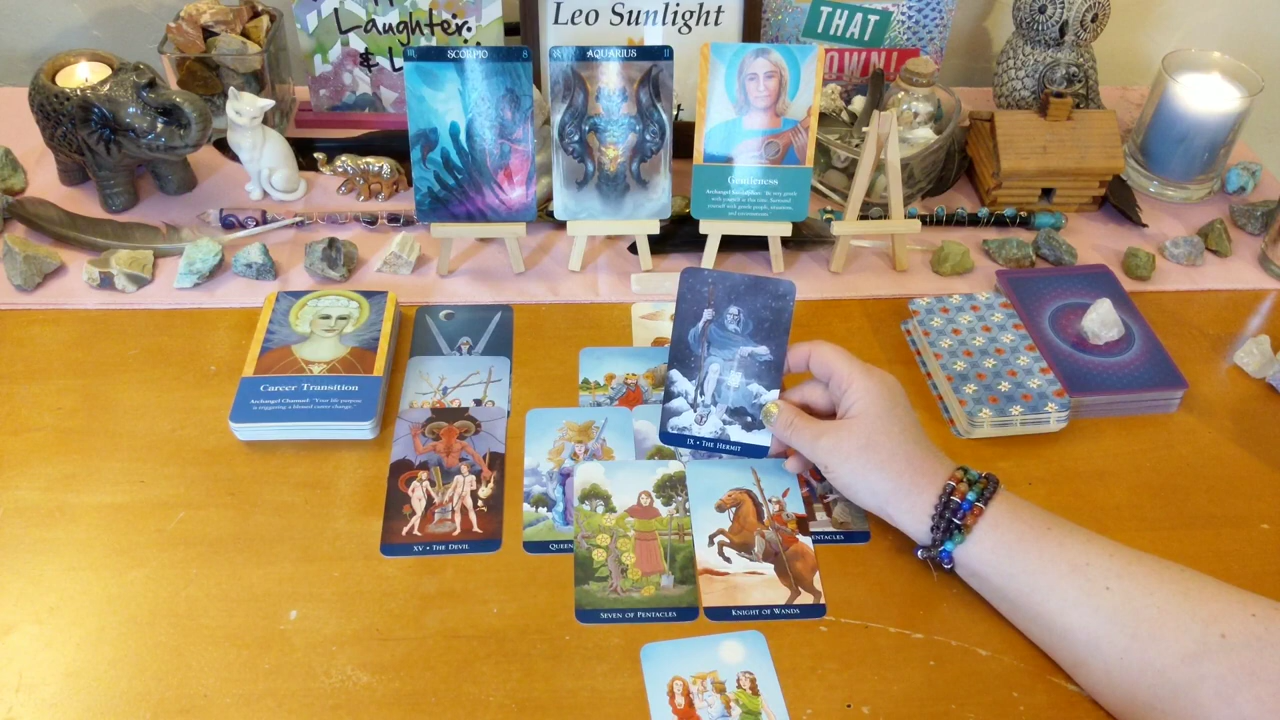 Laughter
& L
Leo Sunlight
THAT
OWN!
SCORPIO 8
AQUARIUS 11
Gentleness
Archangel Sandalphon: "Be very gentle
with yourself at this time. Surround
yourself with gentle people, situations,
and environments."
Career Transition
Archangel Chamuel: "Your life purpose
is triggering a blessed career change."
IX • THE HERMIT
XV • THE DEVIL
QUEEN
ENTACLES
SEVEN OF PENTACLES
KNIGHT OF WANDS